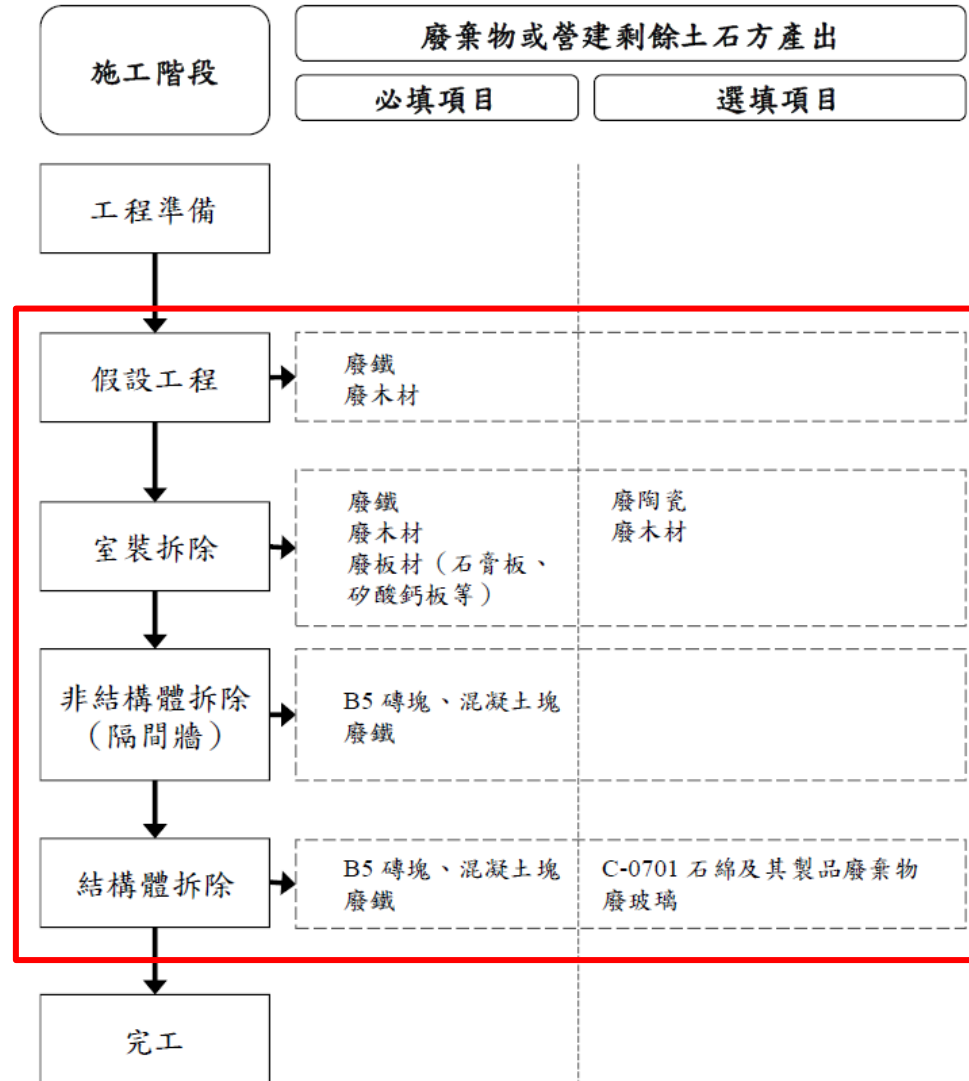 施工階段
廢棄物或營建剩餘土石方產出
必填項目
選填項目
工程準備
假設工程
廢鐵
廢木材
室裝拆除
廢鐵
廢木材
廢板材（石膏板、
矽酸鈣板等）
廢陶瓷
廢木材
非結構體拆除
（隔間牆）
B5 磚塊、混凝土塊
廢鐵
結構體拆除
B5 磚塊、混凝土塊
廢鐵
C-0701 石綿及其製品廢棄物
廢玻璃
完工